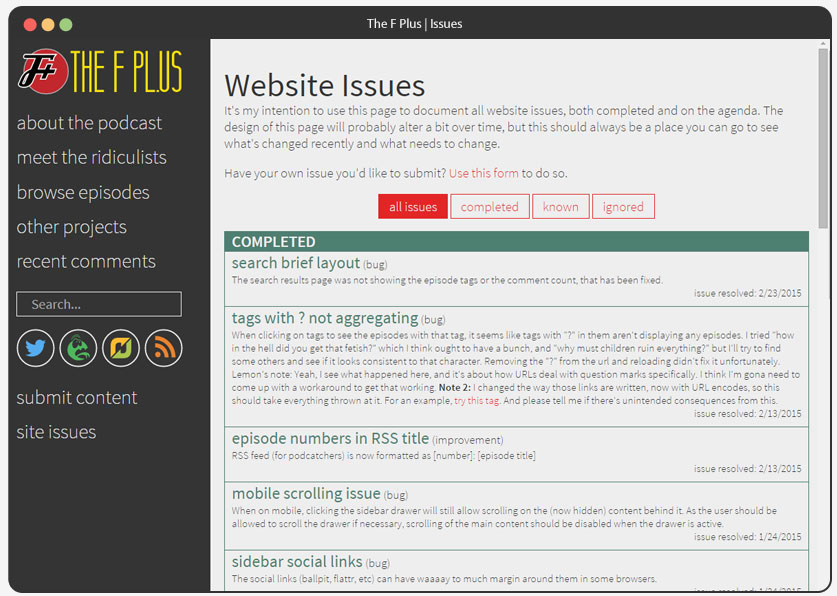 The F Plus | Issues
THE F PLUS
about the podcast
meet the ridiculists
browse episodes
other projects
recent comments
Search...
submit content
site issues
Website Issues
It's my intention to use this page to document all website issues, both completed and on the agenda. The
design of this page will probably alter a bit over time, but this should always be a place you can go to see
what's changed recently and what needs to change.
Have your own issue you'd like to submit? Use this form to do so.
all issues
completed
known
ignored
COMPLETED
search brief layout (bug)
The search results page was not showing the episode tags or the comment count, that has been fixed.
issue resolved: 2/23/2015
tags with ? not aggregating (bug)
When clicking on tags to see the episodes with that tag, it seems like tags with "?" in them aren't displaying any episodes. I tried "how
in the hell did you get that fetish?" which I think ought to have a bunch, and "why must children ruin everything?" but I'll try to find
some others and see if it looks consistent to that character. Removing the "?" from the url and reloading didn't fix it unfortunately.
Lemon's note: Yeah, I see what happened here, and it's about how URLs deal with question marks specifically. I think I'm gona need to
come up with a workaround to get that working. Note 2: I changed the way those links are written, now with URL encodes, so this
should take everything thrown at it. For an example, try this tag. And please tell me if there's unintended consequences from this.
issue resolved: 2/13/2015
episode numbers in RSS title (improvement)
RSS feed (for podcatchers) is now formatted as [number]: [episode title]
issue resolved: 2/13/2015
mobile scrolling issue (bug)
When on mobile, clicking the sidebar drawer will still allow scrolling on the (now hidden) content behind it. As the user should be
allowed to scroll the drawer if necessary, scrolling of the main content should be disabled when the drawer is active.
issue resolved: 1/24/2015
sidebar social links (bug)
The social links (ballpit, flattr, etc) can have waaaay to much margin around them in some browsers.